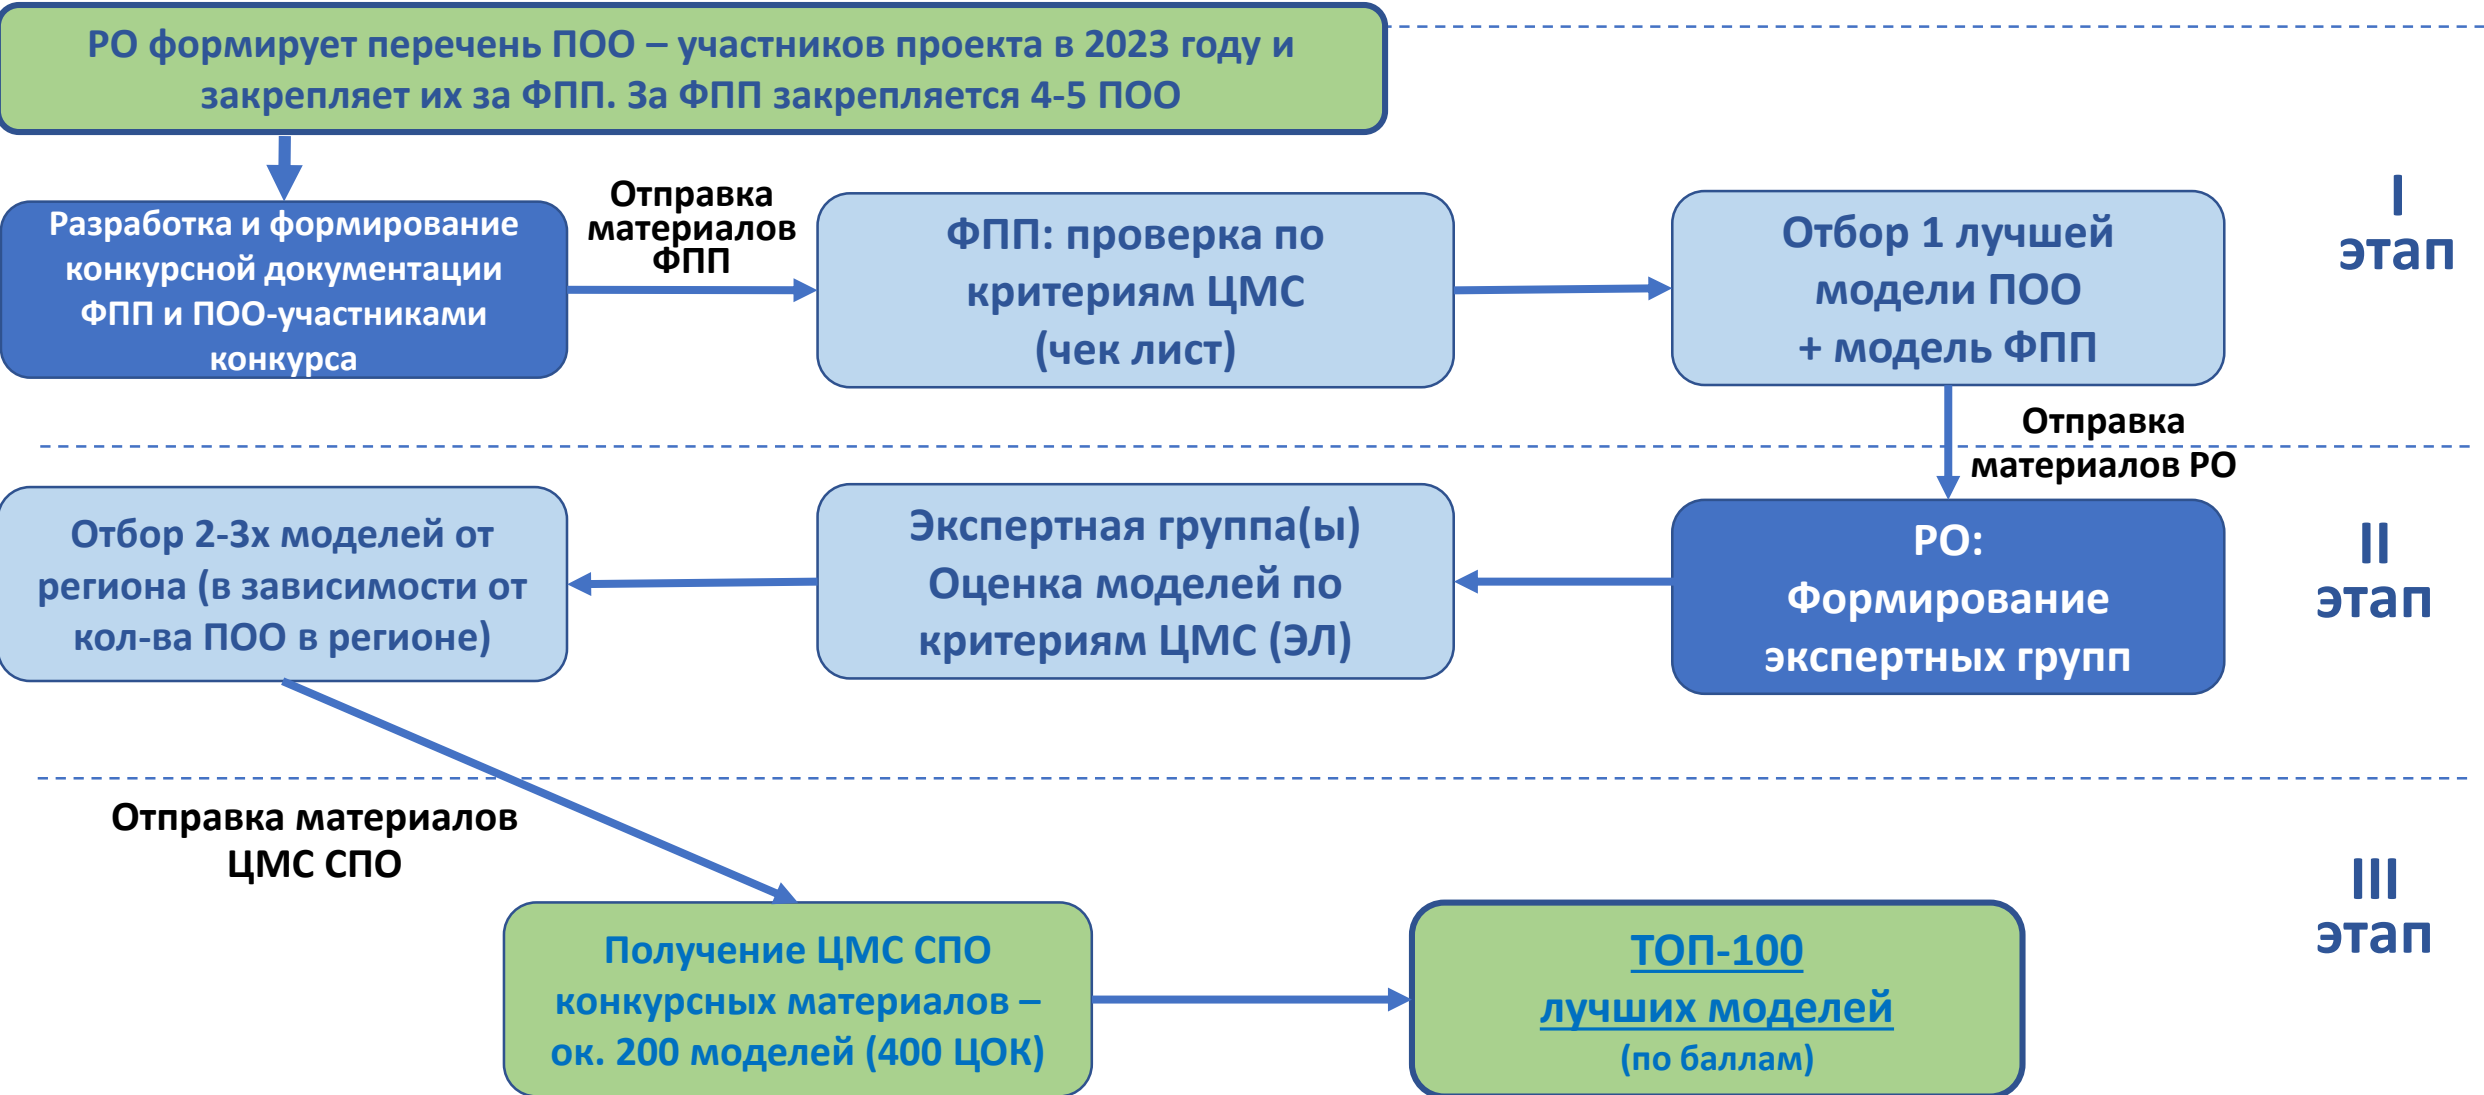 РО формирует перечень ПОО – участников проекта в 2023 году и
закрепляет их за ФПП. За ФПП закрепляется 4-5 ПОО
Разработка и формирование
конкурсной документации
ФПП и ПОО-участниками
конкурса
Отправка
материалов
ФПП
ФПП: проверка по
критериям ЦМС
(чек лист)
Отбор 1 лучшей
модели ПОО
+ модель ФПП
I
этап
Отправка
материалов РО
Отбор 2-3х моделей от
региона (в зависимости от
кол-ва ПОО в регионе)
Экспертная группа(ы)
Оценка моделей по
критериям ЦМС (ЭЛ)
РО:
Формирование
экспертных групп
II
этап
Отправка материалов
ЦМС СПО
Получение ЦМС СПО
конкурсных материалов –
ок. 200 моделей (400 ЦОК)
ТОП-100
лучших моделей
(по баллам)
III
этап